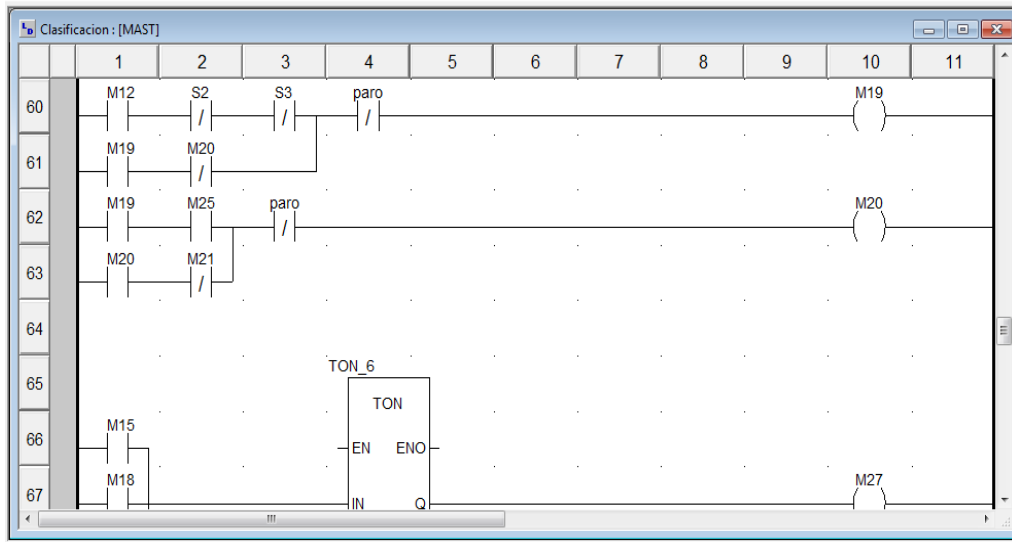 Clasificacion : [MAST]
1 2 3 4 5 6 7 8 9 10 11
M12 S2 S3 paro M19
60
M19 M20
61
M19 M25 paro M20
62
M20 M21
63
64
TON_6
65
TON
M15
66
EN ENO
M18 M27
67
IN Q